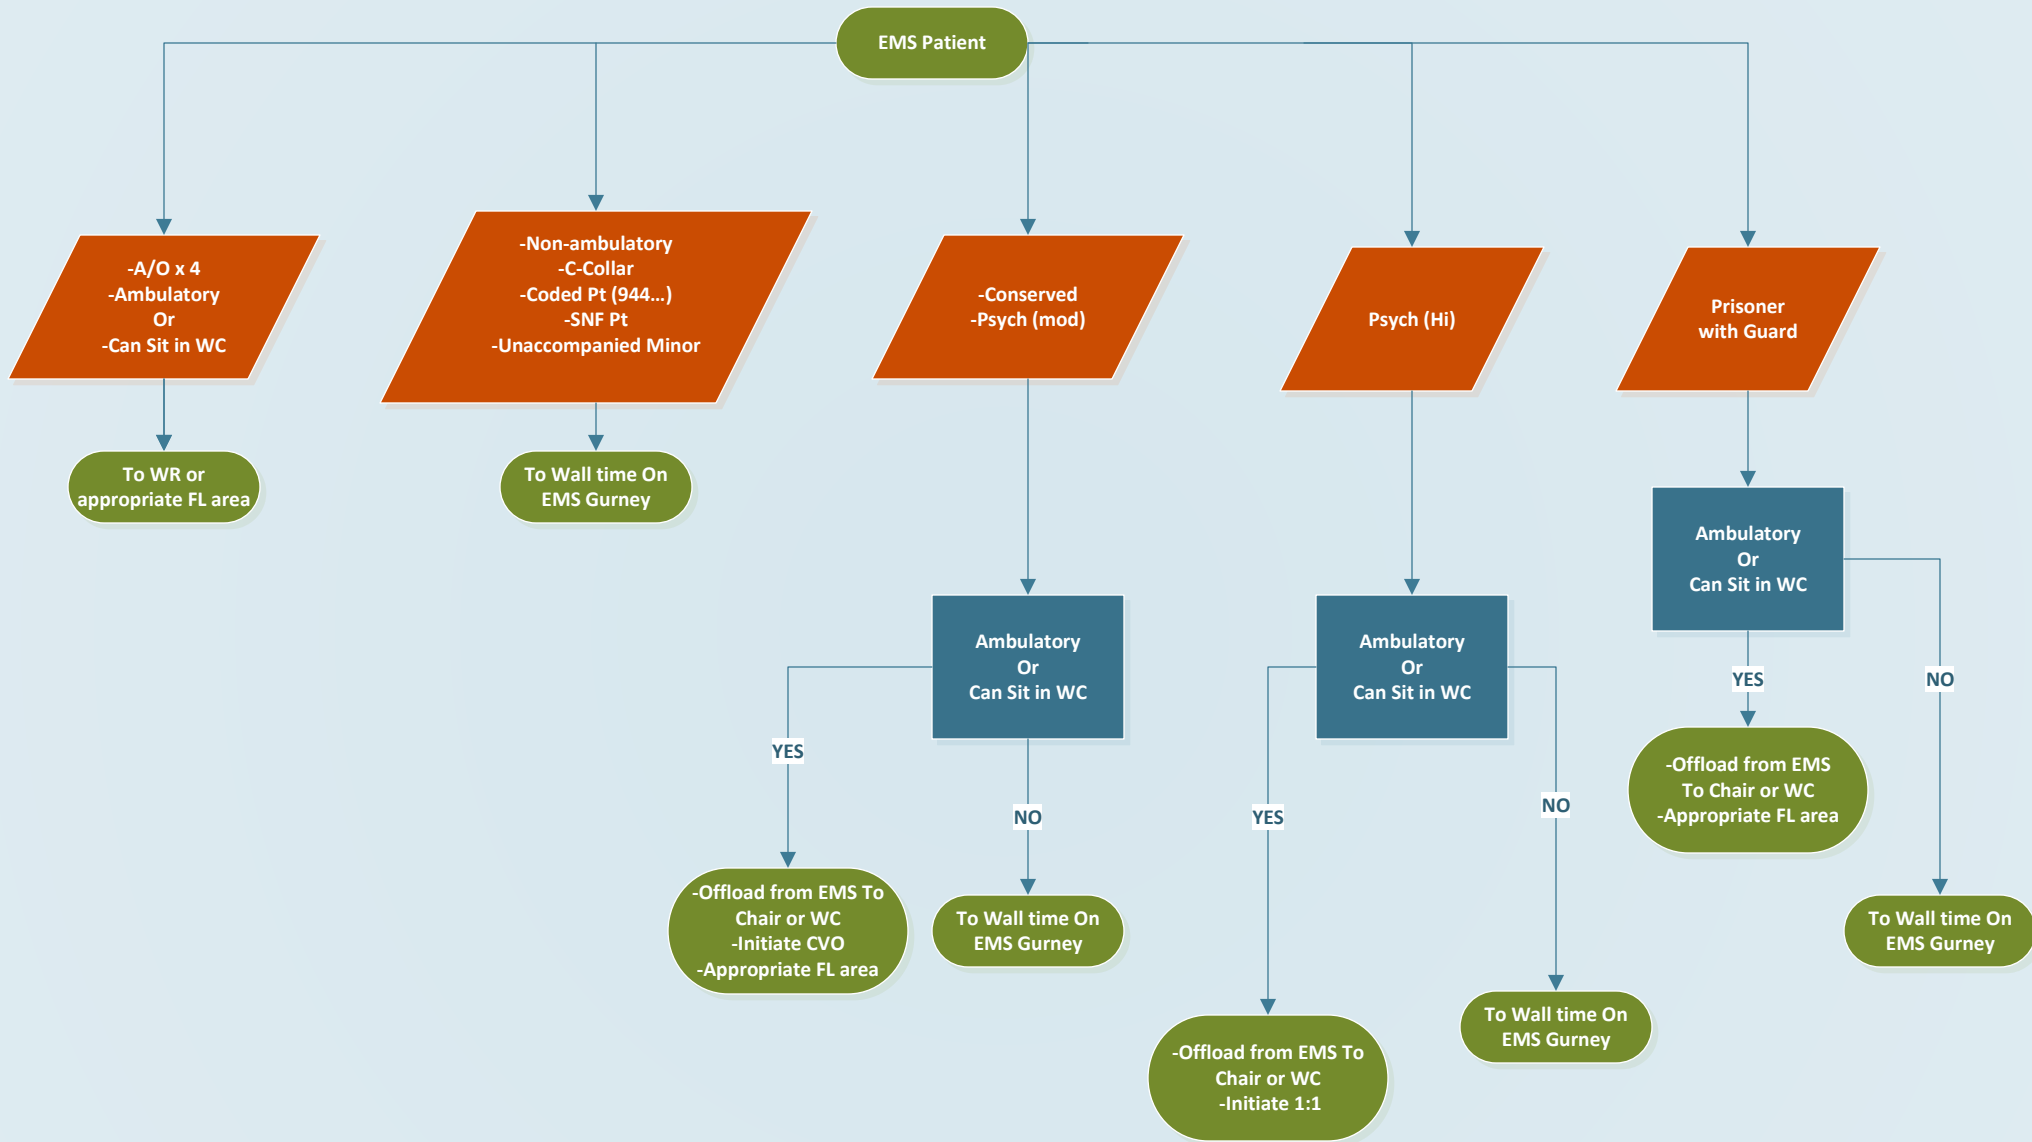 EMS Patient
-A/O x 4
-Ambulatory
Or
-Can Sit in WC
-Non-ambulatory
-C-Collar
-Coded Pt (944...)
-SNF Pt
-Unaccompanied Minor
-Conserved
-Psych (mod)
Psych (Hi)
Prisoner
with Guard
To WR or
appropriate FL area
To Wall time On
EMS Gurney
Ambulatory
Or
Can Sit in WC
YES
NO
-Offload from EMS To
Chair or WC
-Initiate CVO
-Appropriate FL area
To Wall time On
EMS Gurney
Ambulatory
Or
Can Sit in WC
YES
NO
-Offload from EMS To
Chair or WC
-Initiate 1:1
To Wall time On
EMS Gurney
Ambulatory
Or
Can Sit in WC
YES
NO
-Offload from EMS
To Chair or WC
-Appropriate FL area
To Wall time On
EMS Gurney